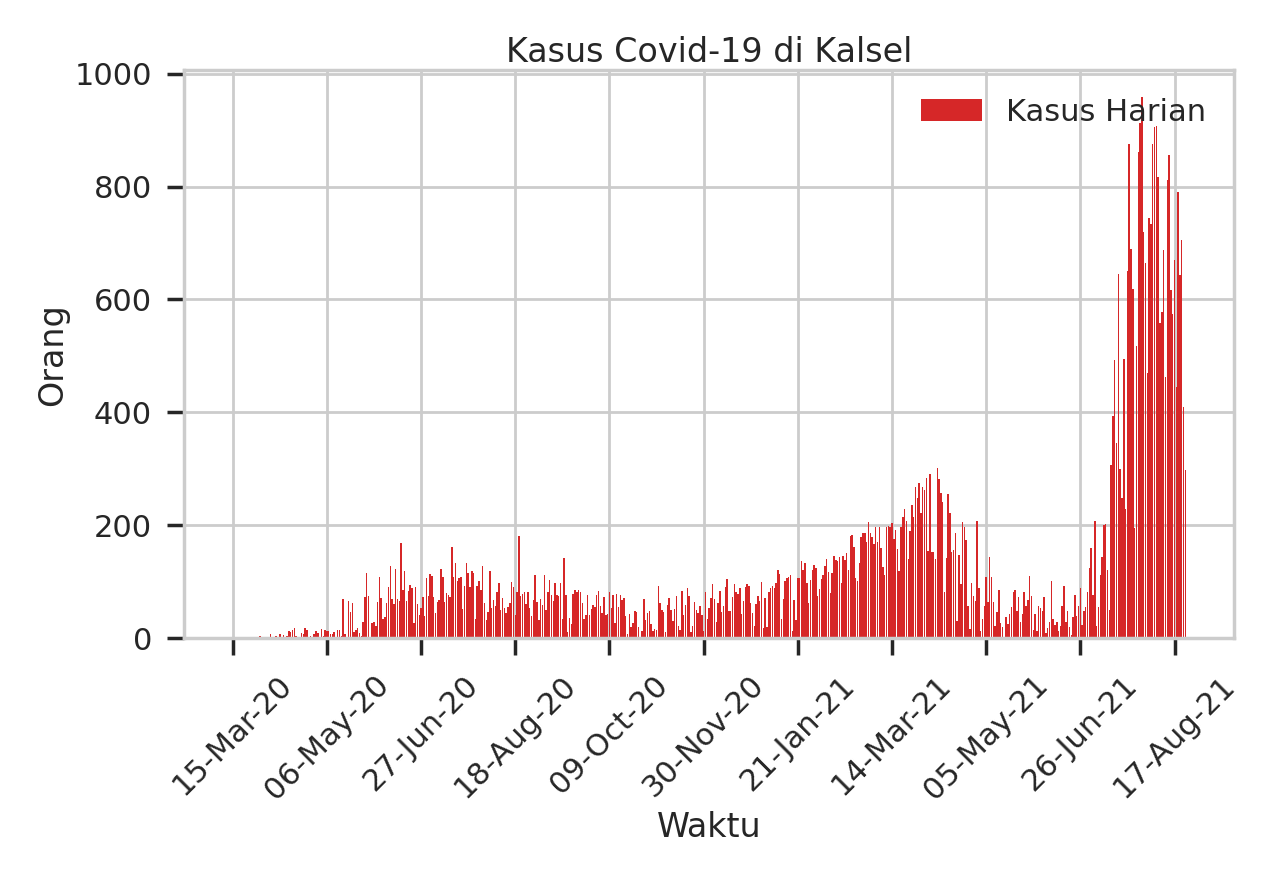 Kasus Covid-19 di Kalsel
Kasus Harian
1000
800
600
400
200
0
Orang
15-Mar-20
06-May-20
27-Jun-20
18-Aug-20
09-Oct-20
30-Nov-20
21-Jan-21
14-Mar-21
05-May-21
26-Jun-21
17-Aug-21
Waktu